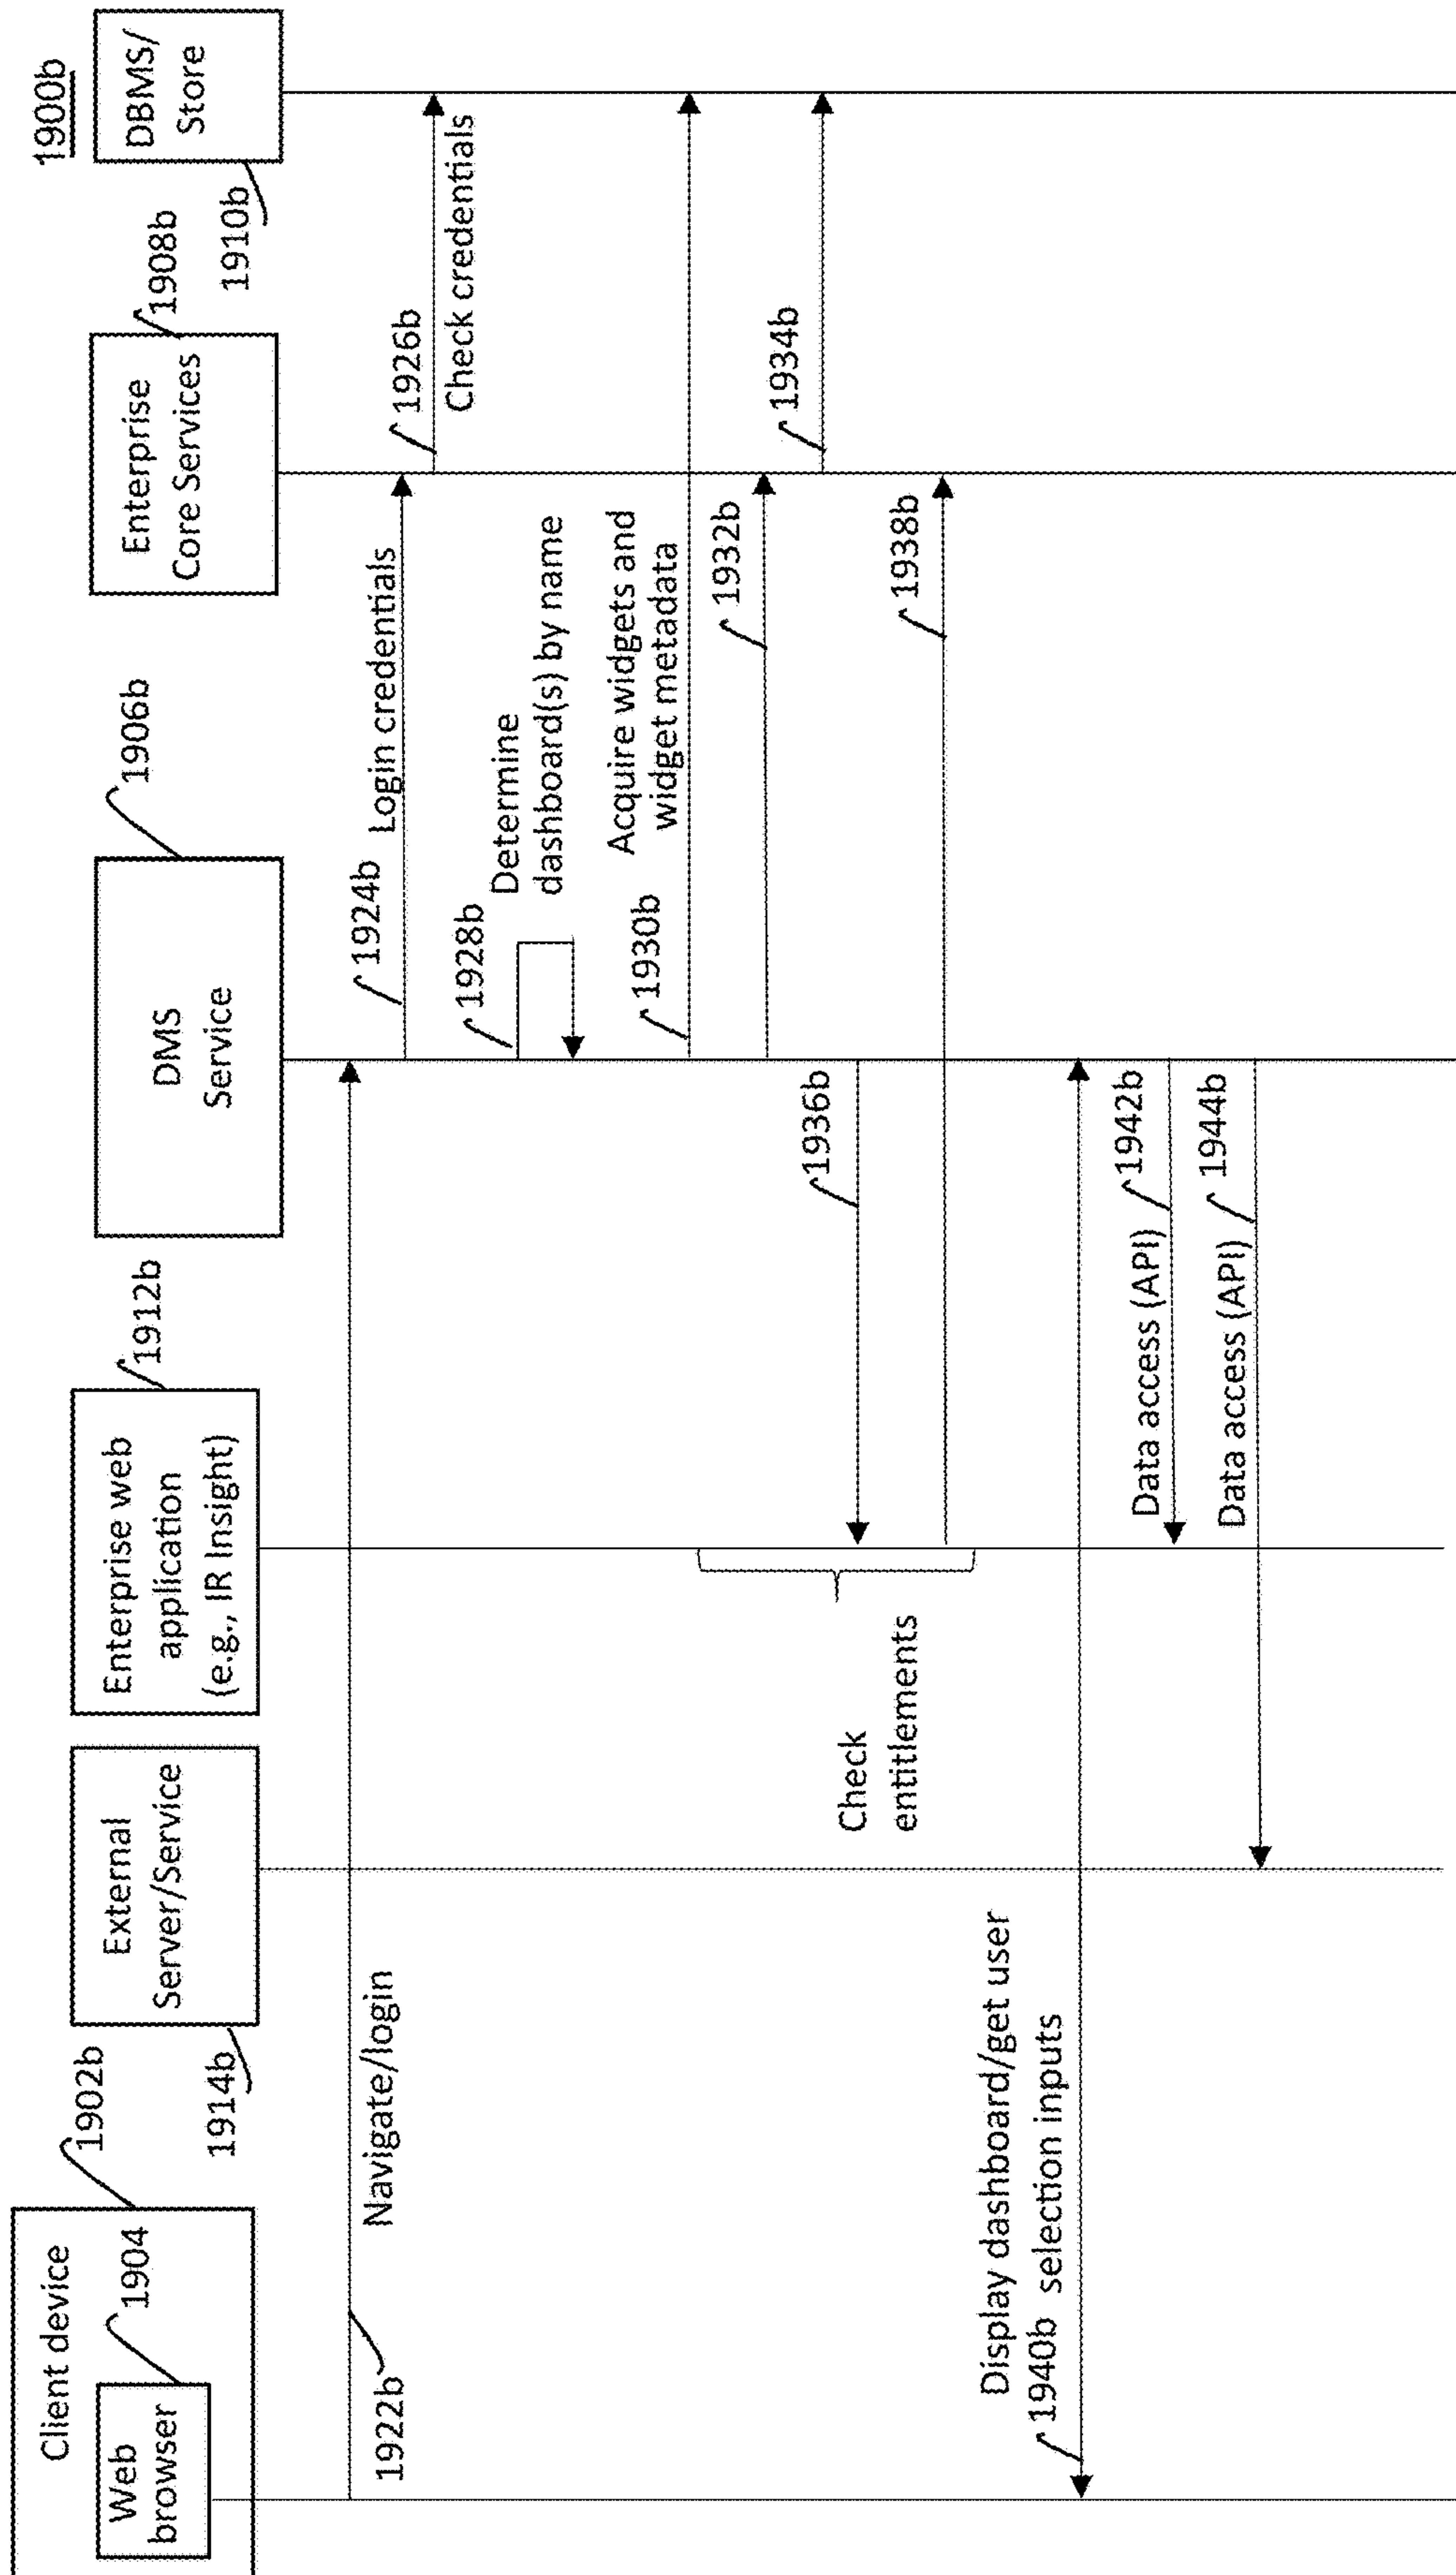 1900b
Client device
Web
browser
1904
1902b
External
Server/Service
1914b
Enterprise web
application
(e.g., IR Insight)
1912b
DMS
Service
1906b
Enterprise
Core Services
1908b
DBMS/
Store
1910b
1922b
Navigate/login
1924b
Login credentials
1926b
Check credentials
1928b
Determine
dashboard(s) by name
1930b
Acquire widgets and
widget metadata
1932b
1934b
1936b
Check
entitlements
1938b
Display dashboard/get user
1940b selection inputs
Data access (API)
1942b
Data access (API)
1944b